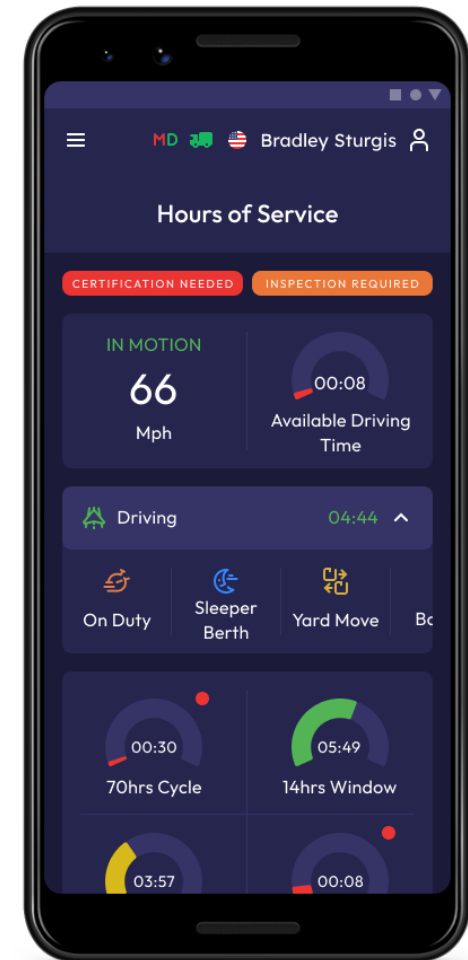 MD Bradley Sturgis
Hours of Service
CERTIFICATION NEEDED INSPECTION REQUIRED
IN MOTION
66
Mph
00:08
Available Driving
Time
Driving 04:44
On Duty
Sleeper
Berth
Yard Move
00:30
70hrs Cycle
05:49
14hrs Window
03:57
00:08